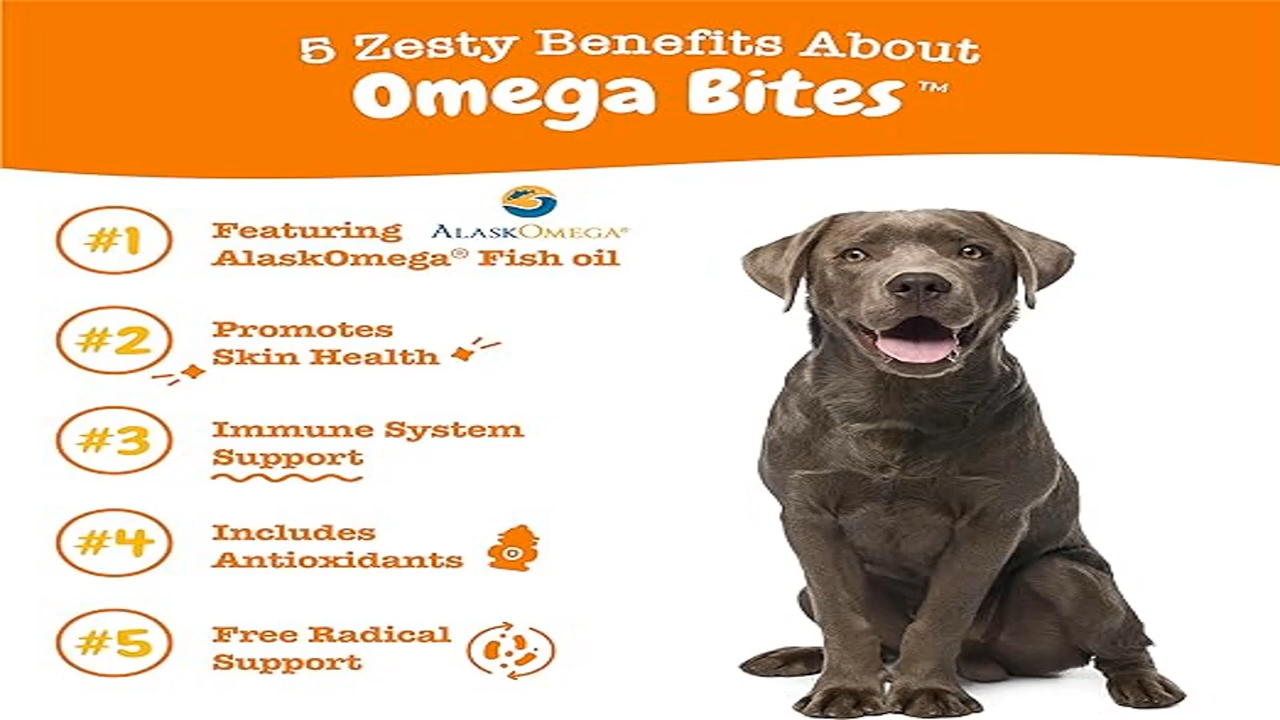 5 Zesty Benefits About
Omega Bites™
#1
Featuring
AlaskOmega® Fish oil
ALASKOMEGA®
#2
Promotes
Skin Health
#3
Immune System
Support
#4
Includes
Antioxidants
#5
Free Radical
Support